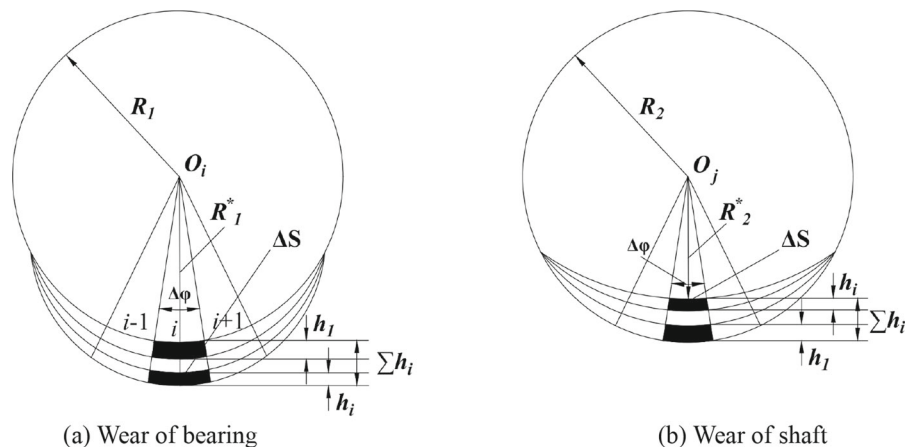 R1
Oi
R*1
ΔS
Δφ
i-1
i
i+1
h1
∑hi
hi
(a) Wear of bearing
R2
Oj
R*2
Δφ
ΔS
hi
∑hi
h1
(b) Wear of shaft